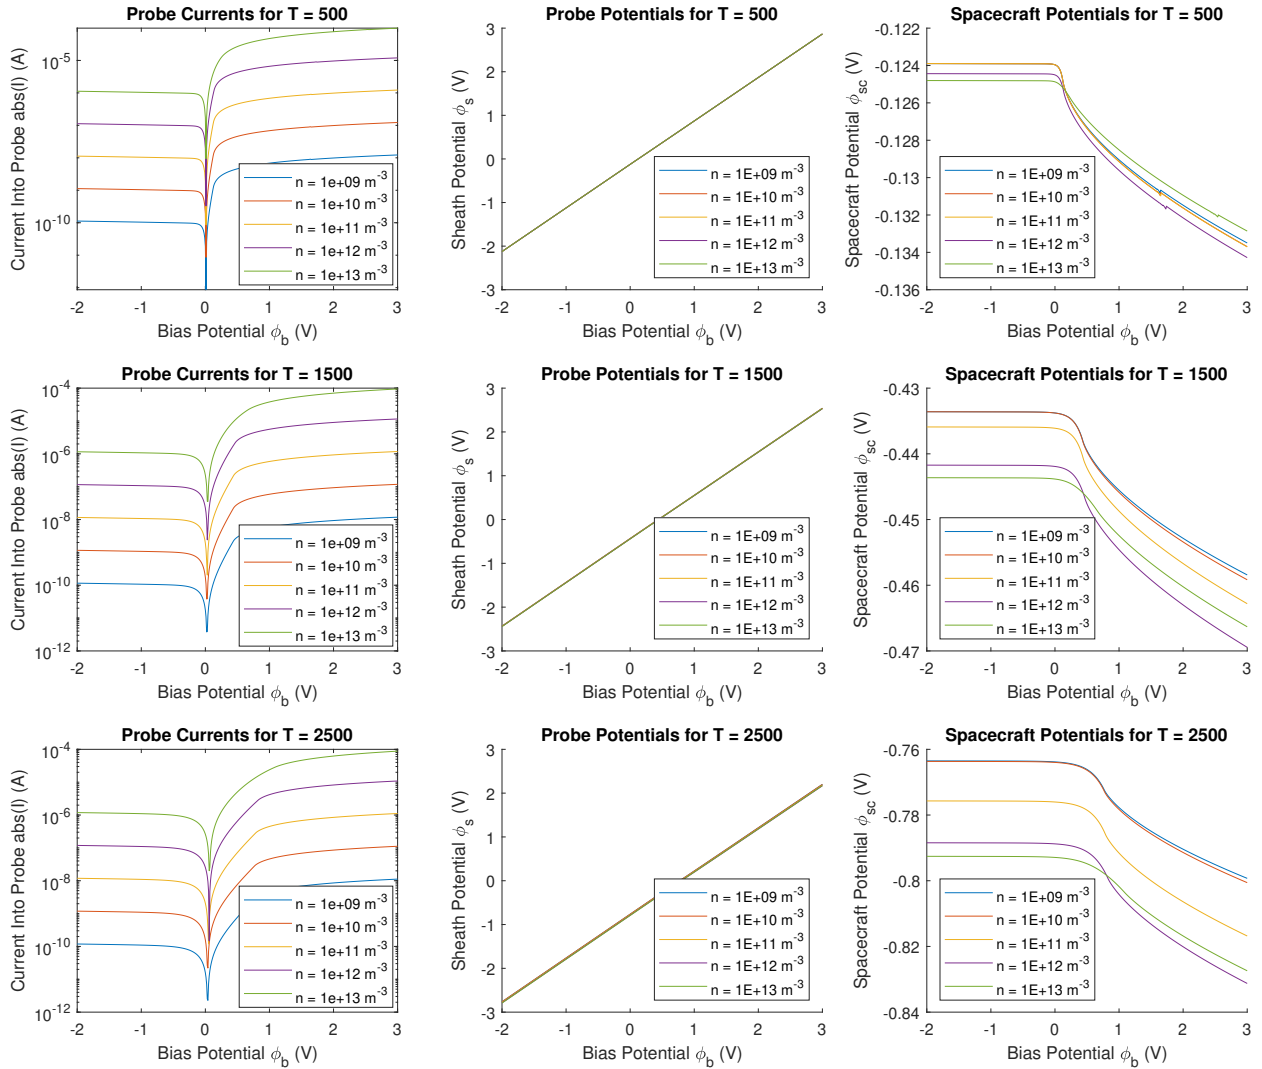 Probe Currents for T = 500
Current Into Probe abs(I) (A)
10^-5
10^-10
-2 -1 0 1 2 3
Bias Potential ϕ_b (V)
n = 1e+09 m^-3
n = 1e+10 m^-3
n = 1e+11 m^-3
n = 1e+12 m^-3
n = 1e+13 m^-3
Probe Potentials for T = 500
Sheath Potential ϕ_s (V)
3
2
1
0
-1
-2
-3
-2 -1 0 1 2 3
Bias Potential ϕ_b (V)
n = 1E+09 m^-3
n = 1E+10 m^-3
n = 1E+11 m^-3
n = 1E+12 m^-3
n = 1E+13 m^-3
Spacecraft Potentials for T = 500
Spacecraft Potential ϕ_sc (V)
-0.122
-0.124
-0.126
-0.128
-0.13
-0.132
-0.134
-0.136
-2 -1 0 1 2 3
Bias Potential ϕ_b (V)
n = 1E+09 m^-3
n = 1E+10 m^-3
n = 1E+11 m^-3
n = 1E+12 m^-3
n = 1E+13 m^-3
Probe Currents for T = 1500
Current Into Probe abs(I) (A)
10^-4
10^-6
10^-8
10^-10
10^-12
-2 -1 0 1 2 3
Bias Potential ϕ_b (V)
n = 1e+09 m^-3
n = 1e+10 m^-3
n = 1e+11 m^-3
n = 1e+12 m^-3
n = 1e+13 m^-3
Probe Potentials for T = 1500
Sheath Potential ϕ_s (V)
3
2
1
0
-1
-2
-3
-2 -1 0 1 2 3
Bias Potential ϕ_b (V)
n = 1E+09 m^-3
n = 1E+10 m^-3
n = 1E+11 m^-3
n = 1E+12 m^-3
n = 1E+13 m^-3
Spacecraft Potentials for T = 1500
Spacecraft Potential ϕ_sc (V)
-0.43
-0.44
-0.45
-0.46
-0.47
-2 -1 0 1 2 3
Bias Potential ϕ_b (V)
n = 1E+09 m^-3
n = 1E+10 m^-3
n = 1E+11 m^-3
n = 1E+12 m^-3
n = 1E+13 m^-3
Probe Currents for T = 2500
Current Into Probe abs(I) (A)
10^-4
10^-6
10^-8
10^-10
10^-12
-2 -1 0 1 2 3
Bias Potential ϕ_b (V)
n = 1e+09 m^-3
n = 1e+10 m^-3
n = 1e+11 m^-3
n = 1e+12 m^-3
n = 1e+13 m^-3
Probe Potentials for T = 2500
Sheath Potential ϕ_s (V)
3
2
1
0
-1
-2
-3
-2 -1 0 1 2 3
Bias Potential ϕ_b (V)
n = 1E+09 m^-3
n = 1E+10 m^-3
n = 1E+11 m^-3
n = 1E+12 m^-3
n = 1E+13 m^-3
Spacecraft Potentials for T = 2500
Spacecraft Potential ϕ_sc (V)
-0.76
-0.78
-0.8
-0.82
-0.84
-2 -1 0 1 2 3
Bias Potential ϕ_b (V)
n = 1E+09 m^-3
n = 1E+10 m^-3
n = 1E+11 m^-3
n = 1E+12 m^-3
n = 1E+13 m^-3